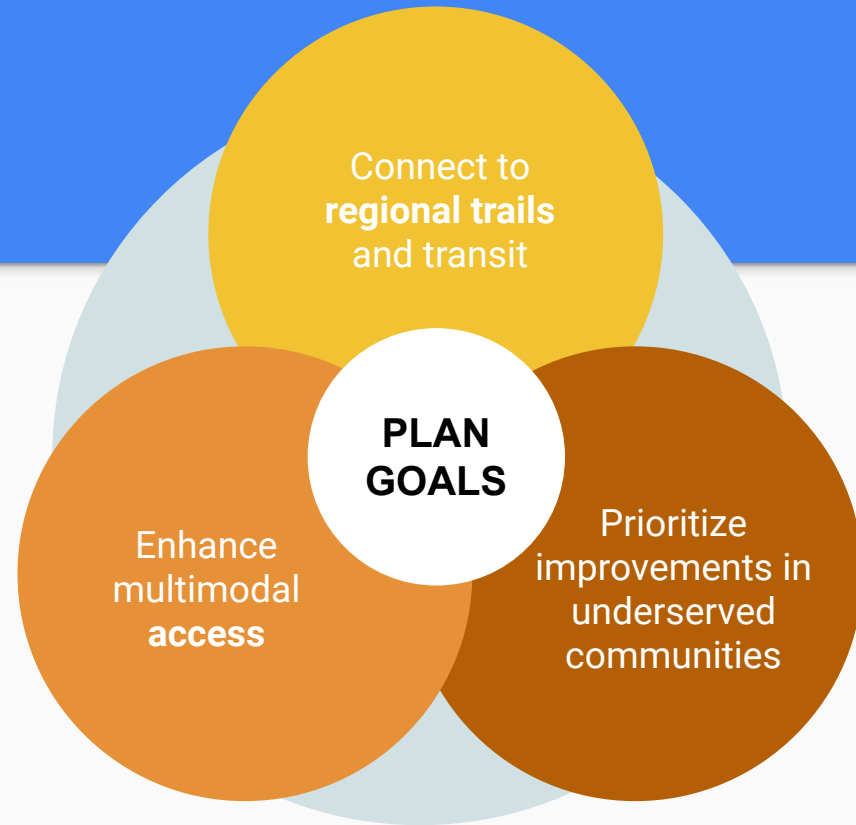 Connect to
regional trails
and transit
PLAN
GOALS
Enhance
multimodal
access
Prioritize
improvements in
underserved
communities